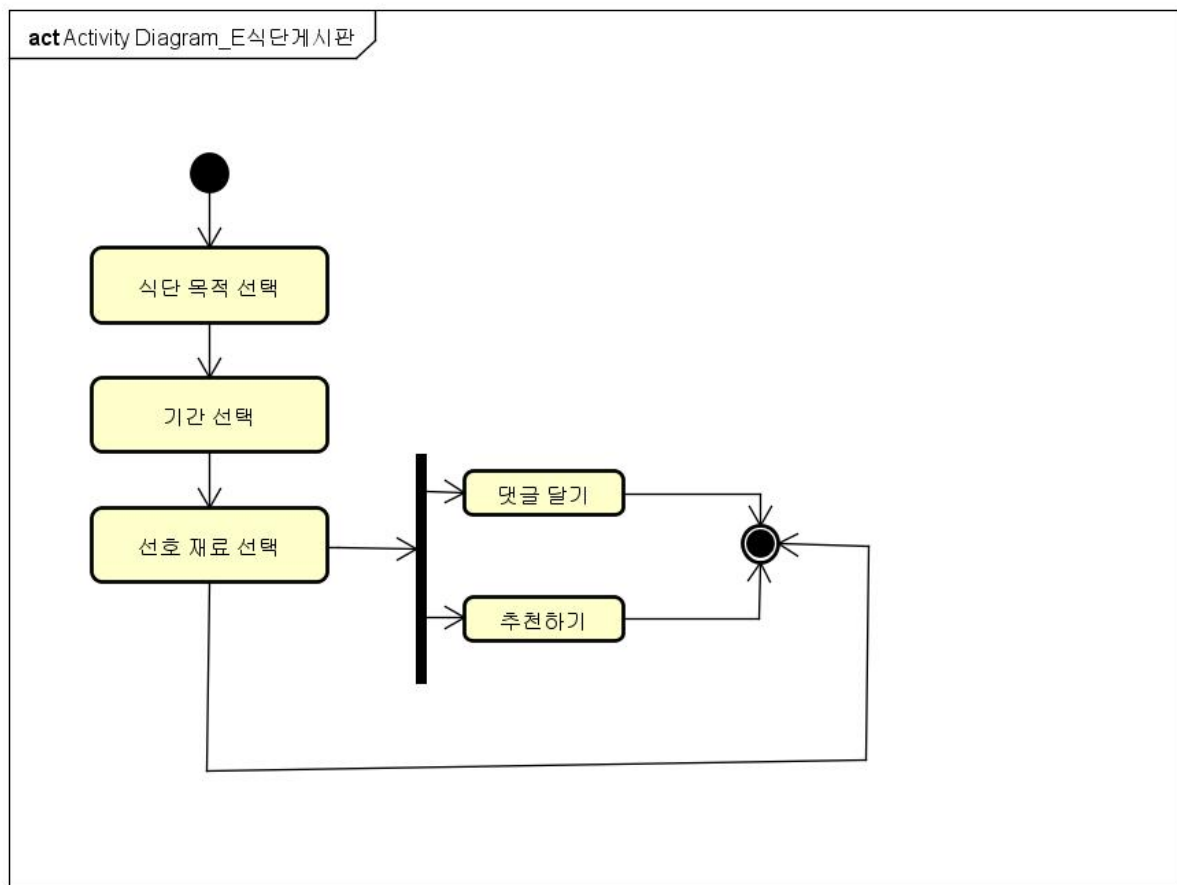 act Activity Diagram_E식단게시판
식단 목적 선택
기간 선택
선호 재료 선택
댓글 달기
추천하기